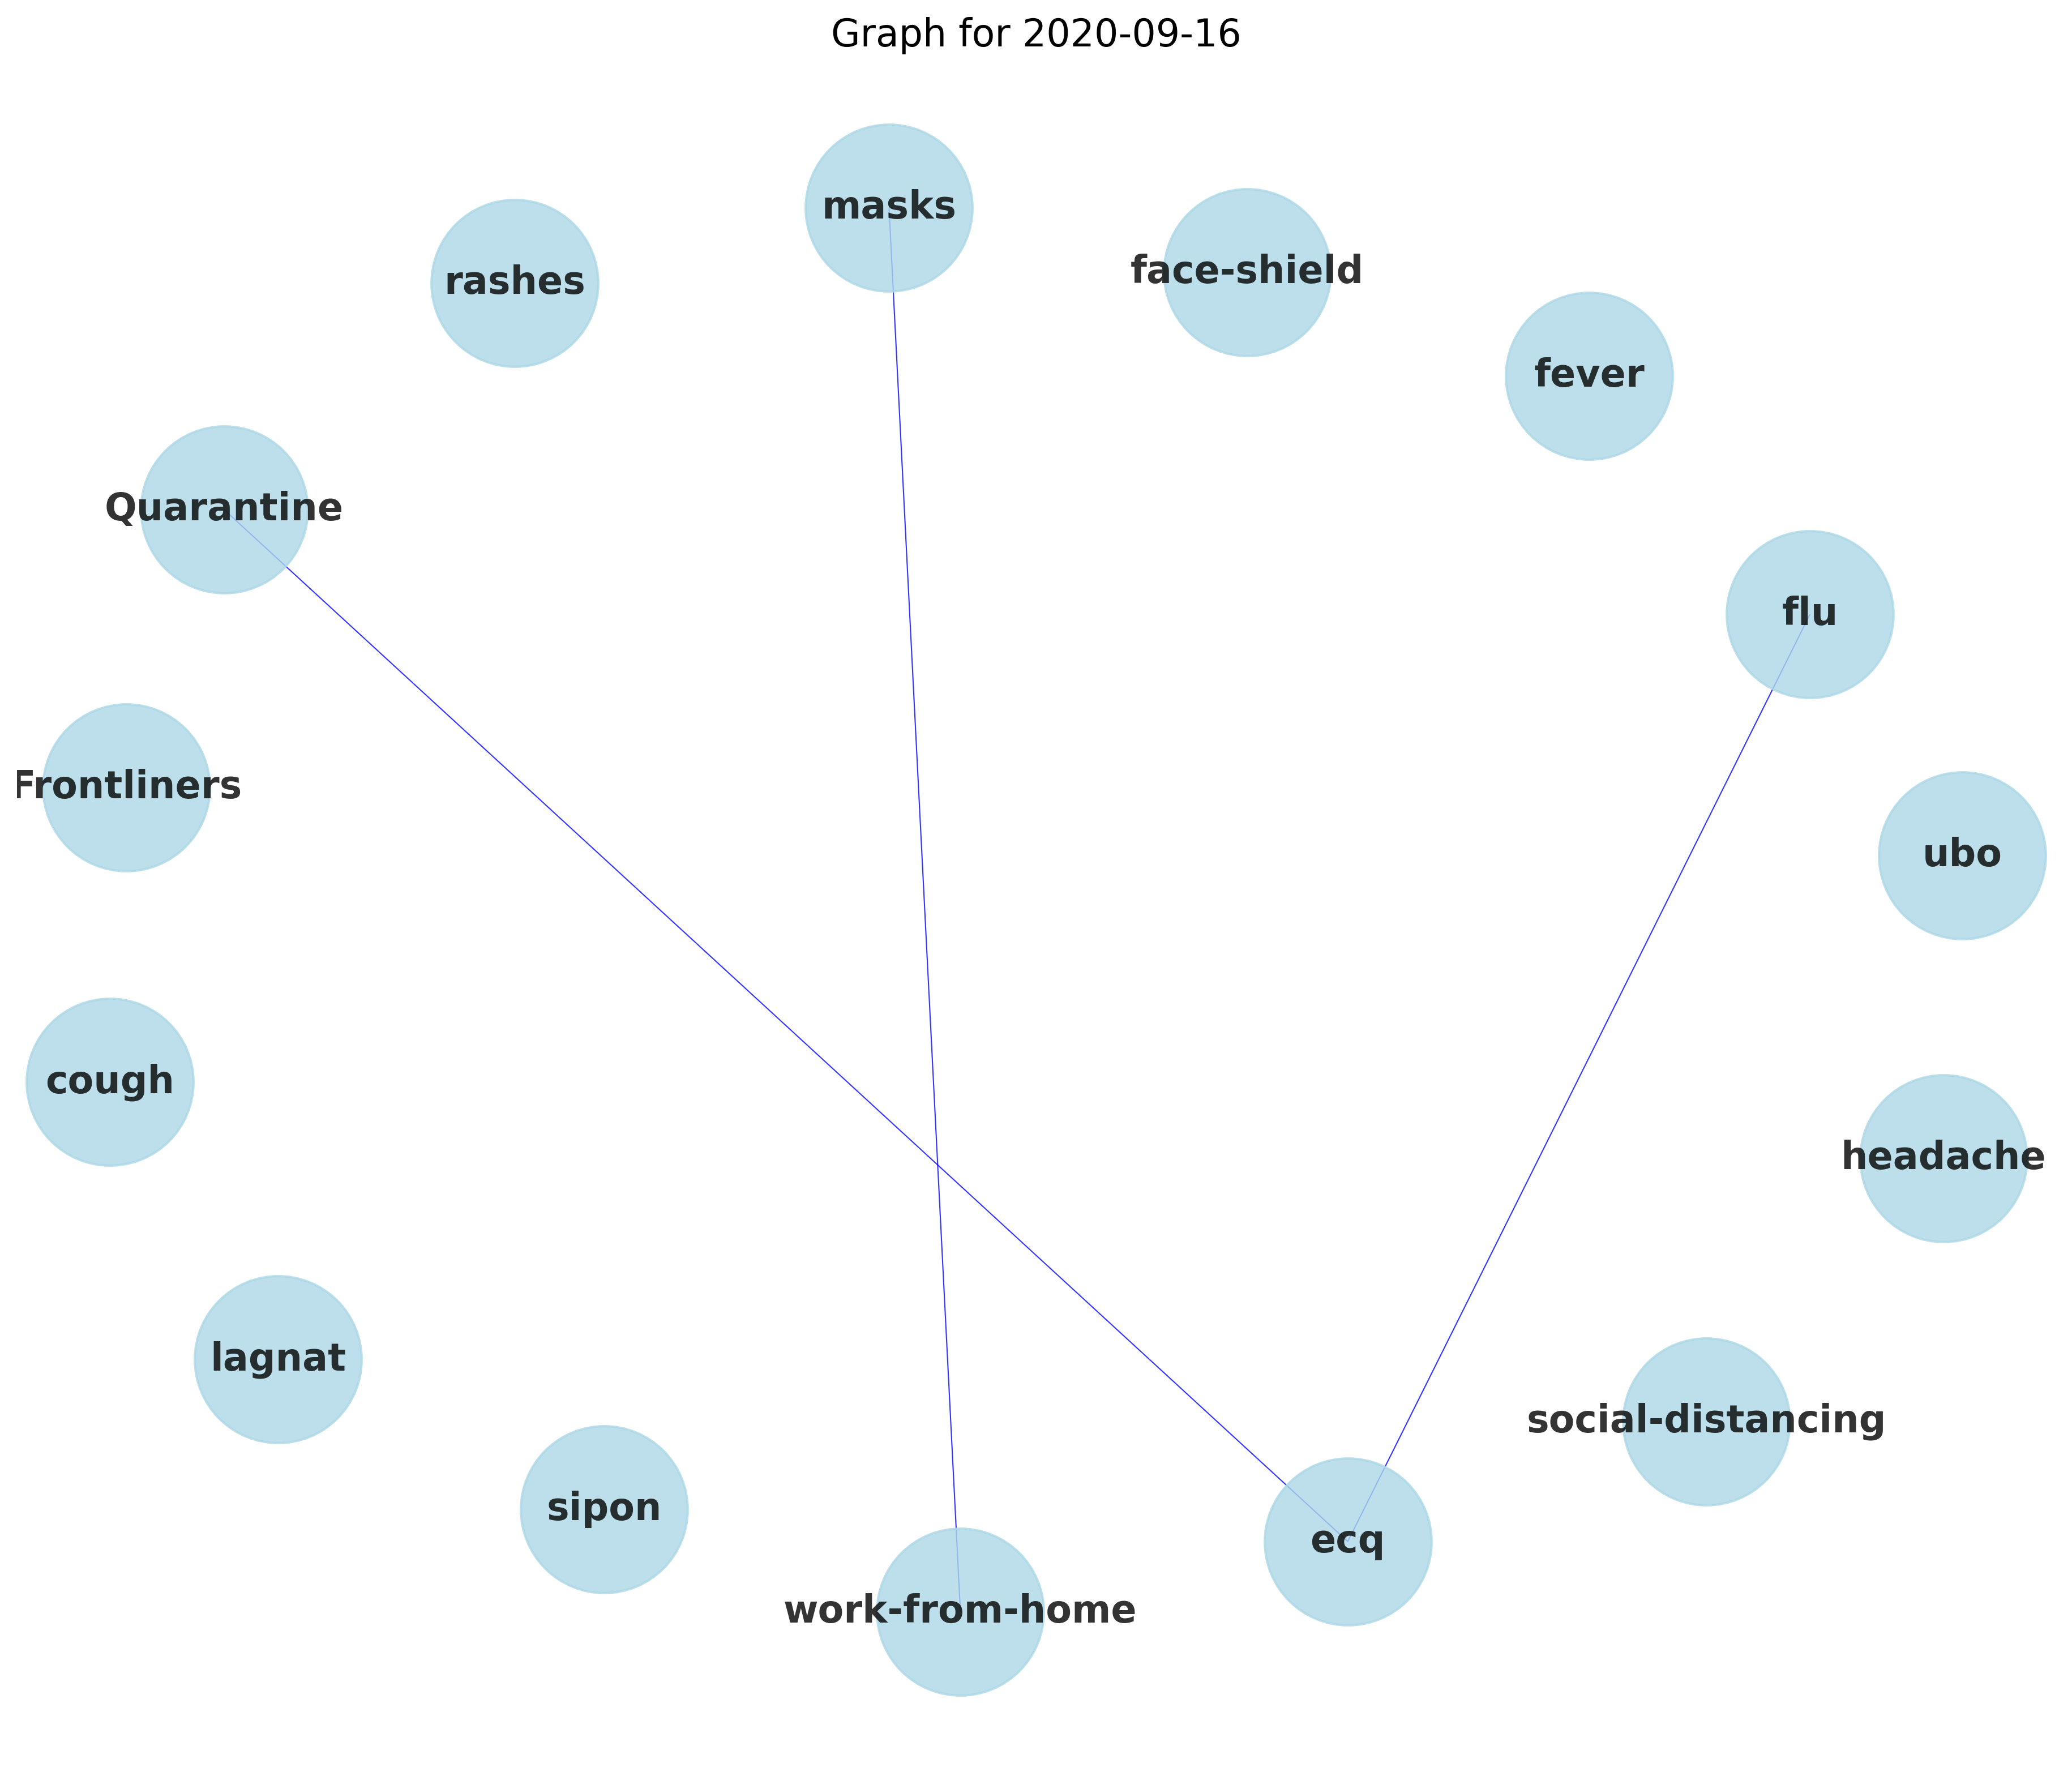 Graph for 2020-09-16
masks
face-shield
rashes
fever
Quarantine
flu
Frontliners
ubo
cough
headache
lagnat
social-distancing
sipon
ecq
work-from-home